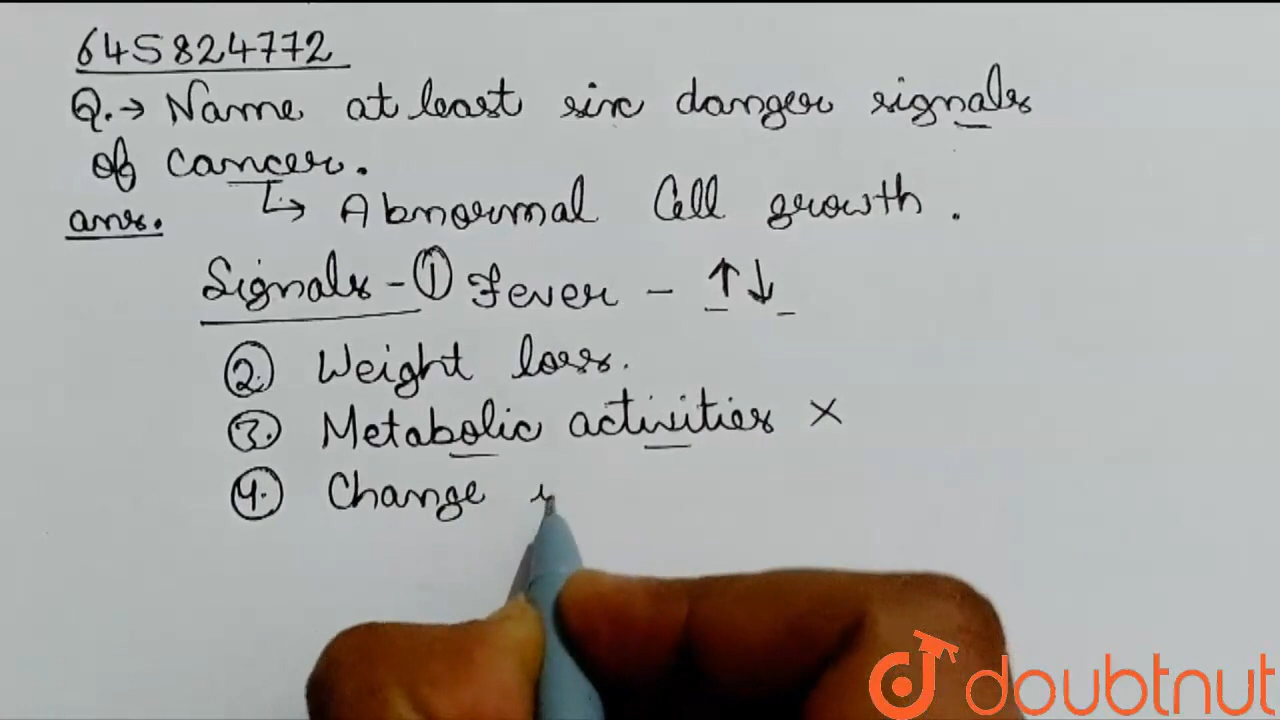 645824772
Q.→ Name at least six danger signals
of cancer.
↳ Abnormal Cell growth.
ans.
Signals - ① Fever - ↑↓
②. Weight loss.
③. Metabolic activities ×
④. Change
doubtnut